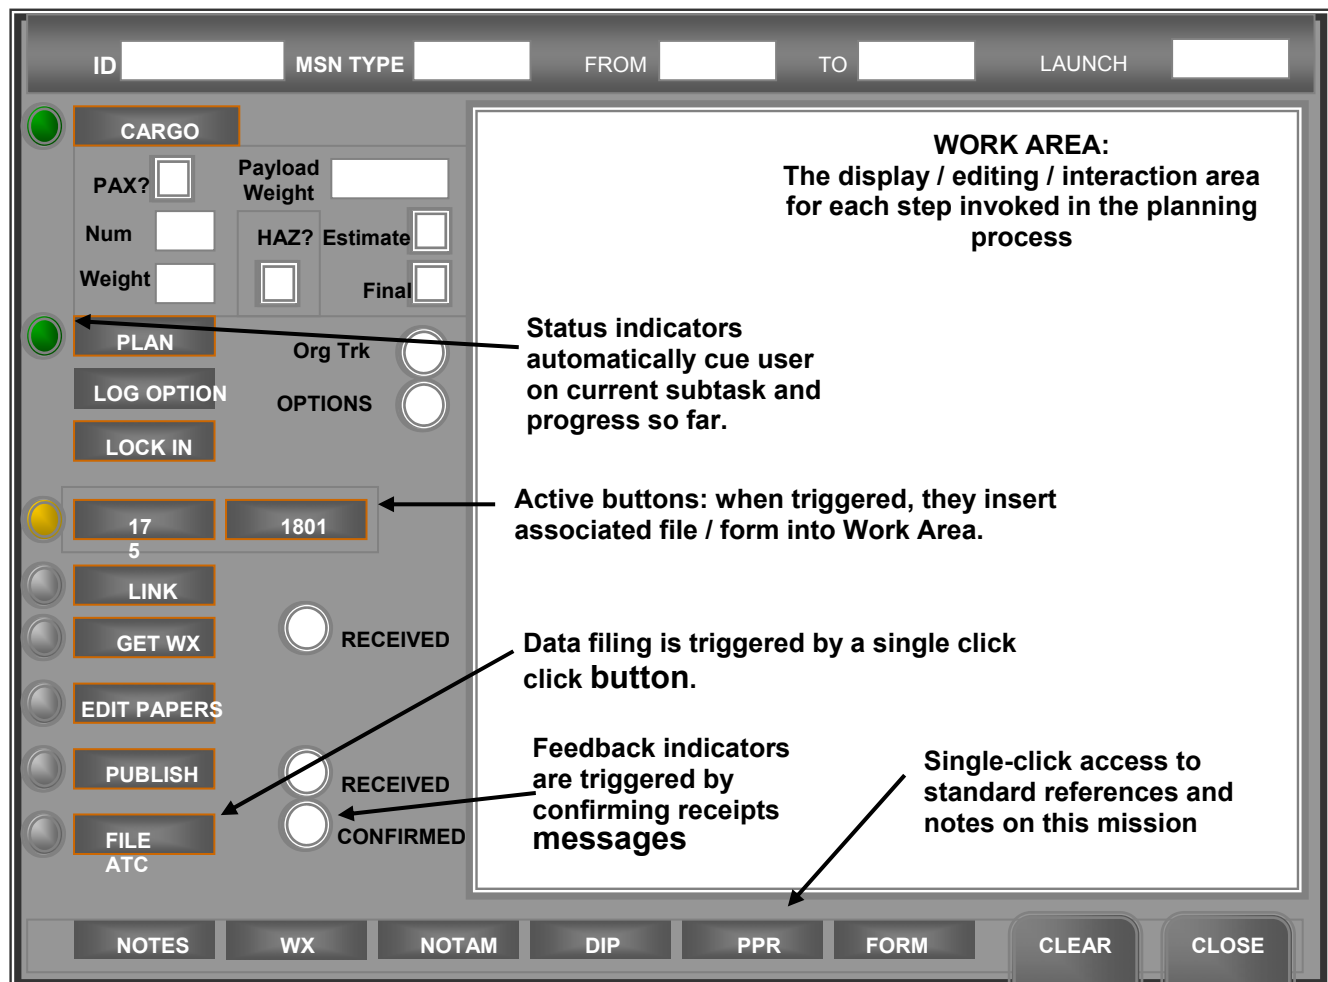 ID MSN TYPE FROM TO LAUNCH
CARGO
PAX?
Payload
Weight
Num
HAZ?
Estimate
Weight
Final
PLAN
Org Trk
LOG OPTION
OPTIONS
LOCK IN
17
5
1801
LINK
GET WX
RECEIVED
EDIT PAPERS
PUBLISH
RECEIVED
FILE
ATC
CONFIRMED
WORK AREA:
The display / editing / interaction area
for each step invoked in the planning
process
Status indicators
automatically cue user
on current subtask and
progress so far.
Active buttons: when triggered, they insert
associated file / form into Work Area.
Data filing is triggered by a single click
click button.
Feedback indicators
are triggered by
confirming receipts
messages
Single-click access to
standard references and
notes on this mission
NOTES WX NOTAM DIP PPR FORM CLEAR CLOSE